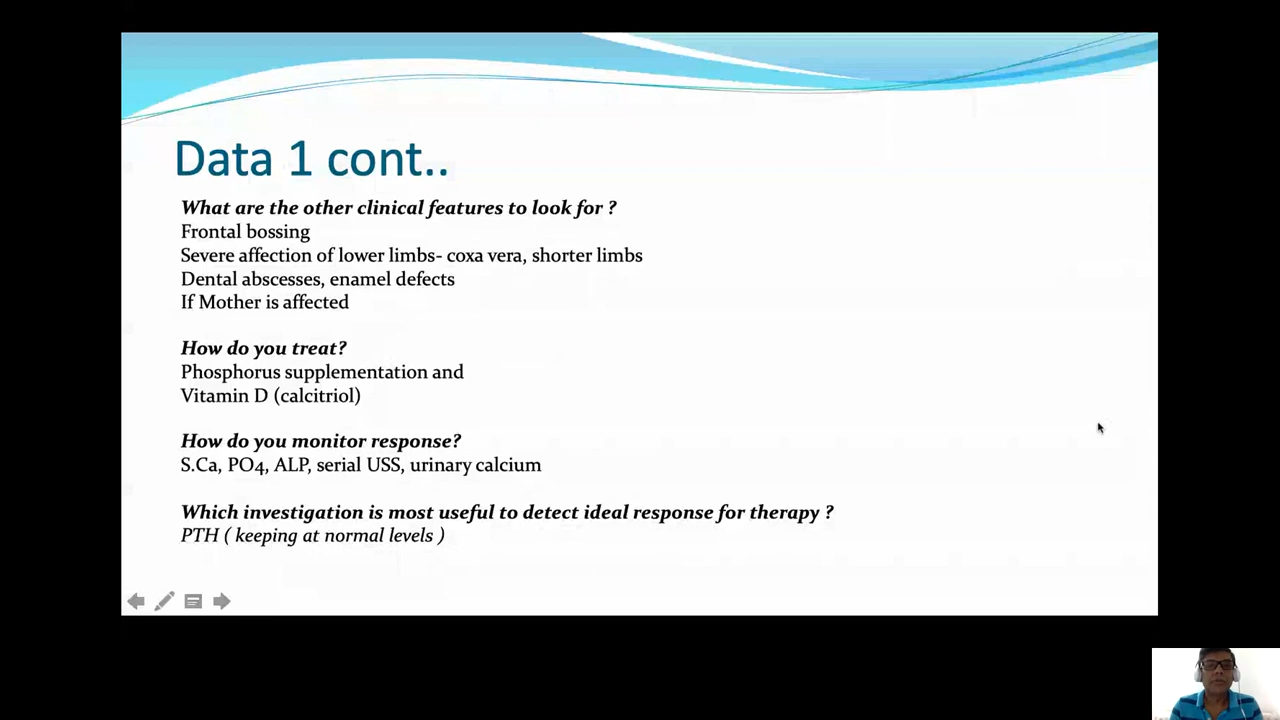 Data 1 cont..
What are the other clinical features to look for ?
Frontal bossing
Severe affection of lower limbs- coxa vera, shorter limbs
Dental abscesses, enamel defects
If Mother is affected
How do you treat?
Phosphorus supplementation and
Vitamin D (calcitriol)
How do you monitor response?
S.Ca, PO4, ALP, serial USS, urinary calcium
Which investigation is most useful to detect ideal response for therapy ?
PTH ( keeping at normal levels )